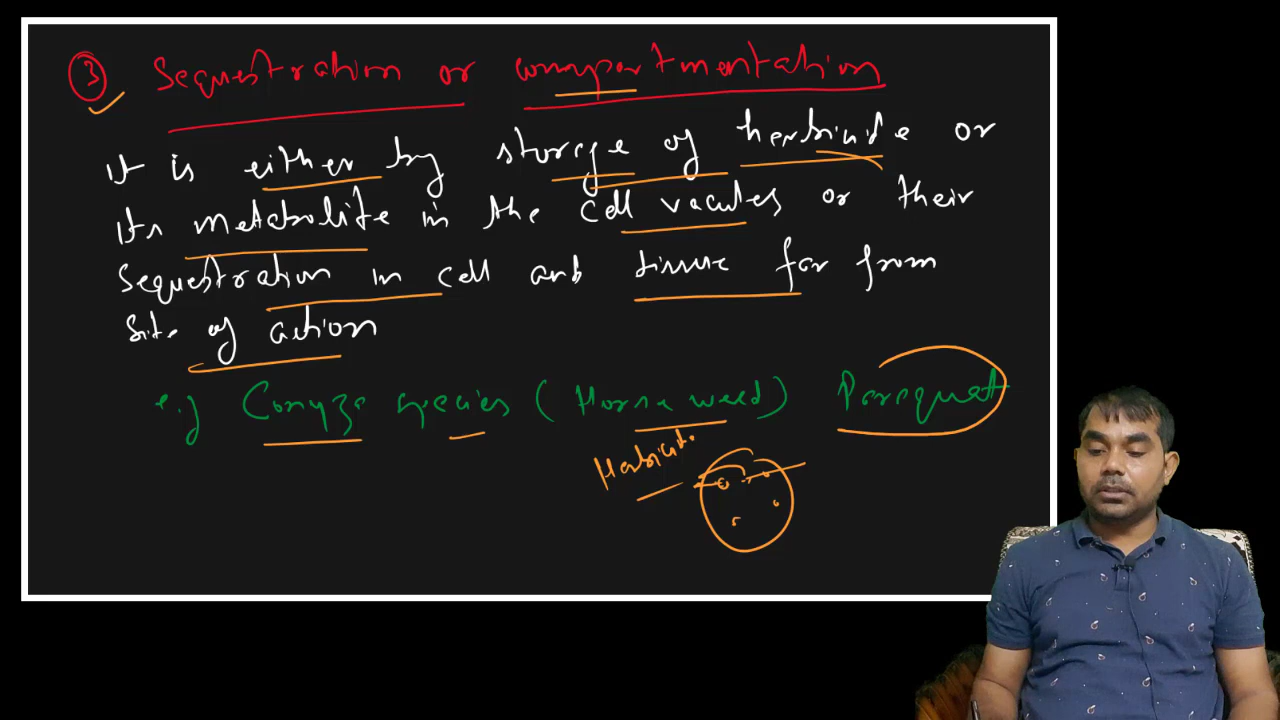 ③ Sequestration or compartmentation
It is either by storage of herbicide or
its metabolite in the cell vacules or their
sequestration in cell and tissue far from
site of action
e.g Conyza species (Horse weed) Paraquat
Herbicide